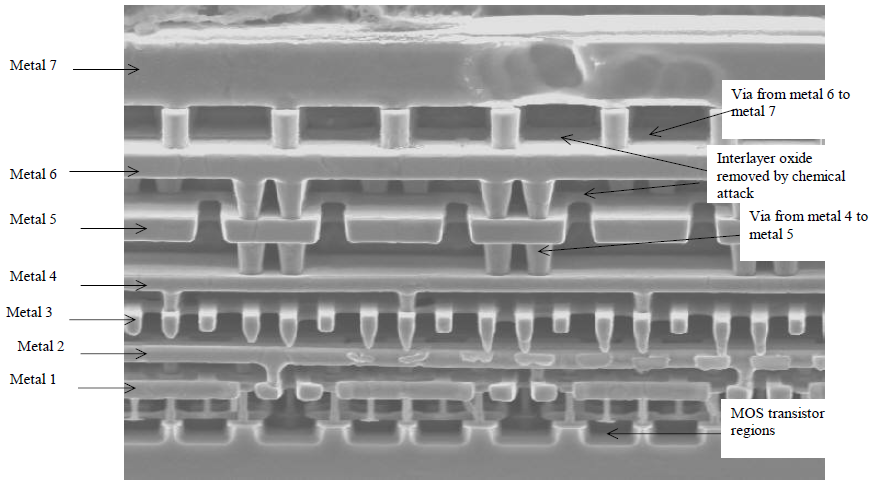 Metal 7
Via from metal 6 to
metal 7
Metal 6
Interlayer oxide
removed by chemical
attack
Metal 5
Via from metal 4 to
metal 5
Metal 4
Metal 3
Metal 2
Metal 1
MOS transistor
regions